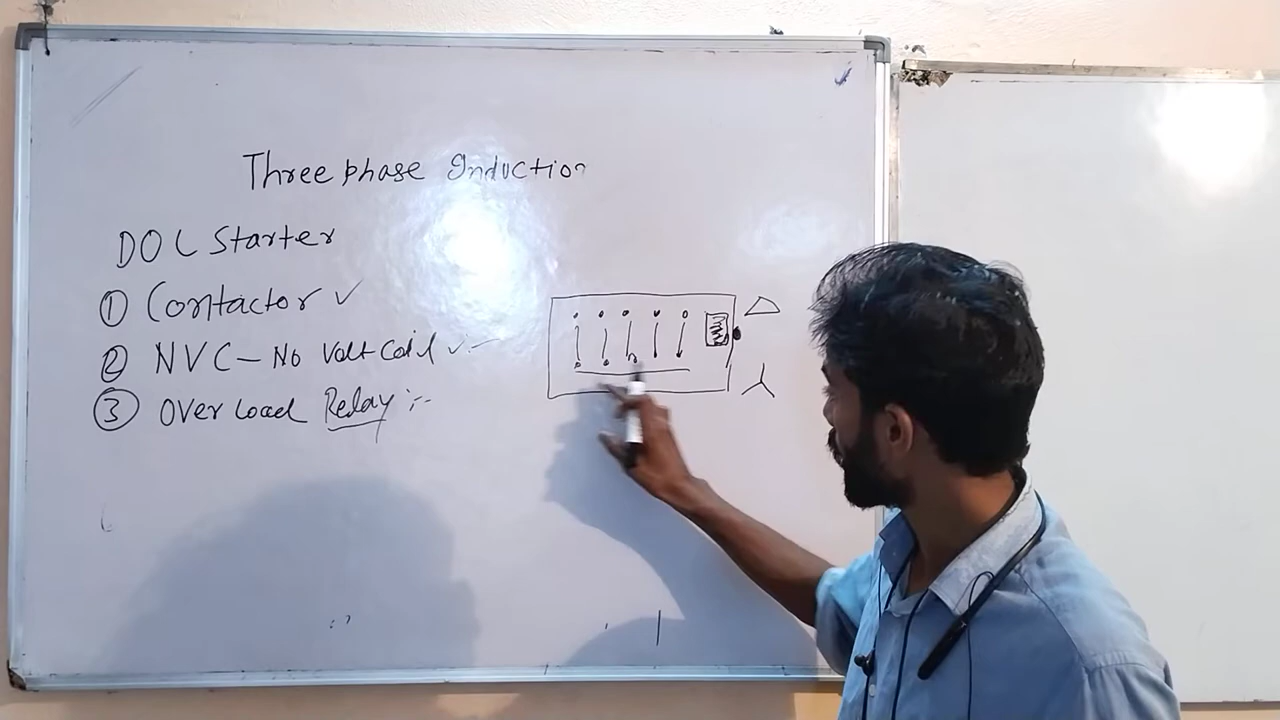 Three phase Induction
DOL Starter
① Contactor ✓
② NVC - No Volt Coil ✓ :-
③ Over Load Relay :-